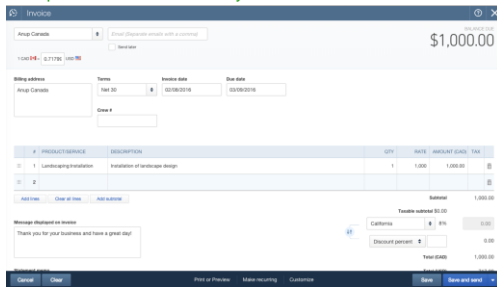 Invoice
Anup Canada
Email (Separate emails with a comma)
Send later
BALANCE DUE
$1,000.00
1 CAD = 0.71795 USD
Billing address
Anup Canada
Terms
Net 30
Invoice date
02/08/2016
Due date
03/09/2016
Crew #
# PRODUCT/SERVICE DESCRIPTION QTY RATE AMOUNT (CAD) TAX
1 Landscaping:Installation Installation of landscape design 1 1,000 1,000.00
2
Add lines Clear all lines Add subtotal
Subtotal 1,000.00
Taxable subtotal $0.00
California 8% 0.00
Discount percent 0.00
Total (CAD) 1,000.00
Message displayed on invoice
Thank you for your business and have a great day!
Cancel Clear Print or Preview Make recurring Customize Save Save and send